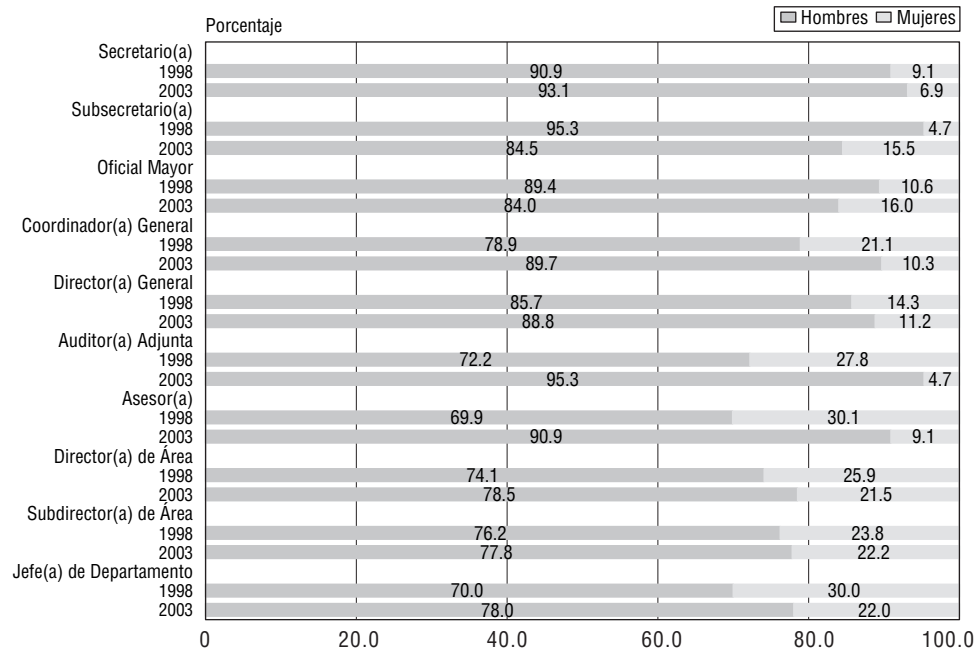 Porcentaje
Hombres Mujeres
Secretario(a)
1998 90.9 9.1
2003 93.1 6.9
Subsecretario(a)
1998 95.3 4.7
2003 84.5 15.5
Oficial Mayor
1998 89.4 10.6
2003 84.0 16.0
Coordinador(a) General
1998 78.9 21.1
2003 89.7 10.3
Director(a) General
1998 85.7 14.3
2003 88.8 11.2
Auditor(a) Adjunta
1998 72.2 27.8
2003 95.3 4.7
Asesor(a)
1998 69.9 30.1
2003 90.9 9.1
Director(a) de Área
1998 74.1 25.9
2003 78.5 21.5
Subdirector(a) de Área
1998 76.2 23.8
2003 77.8 22.2
Jefe(a) de Departamento
1998 70.0 30.0
2003 78.0 22.0
0 20.0 40.0 60.0 80.0 100.0